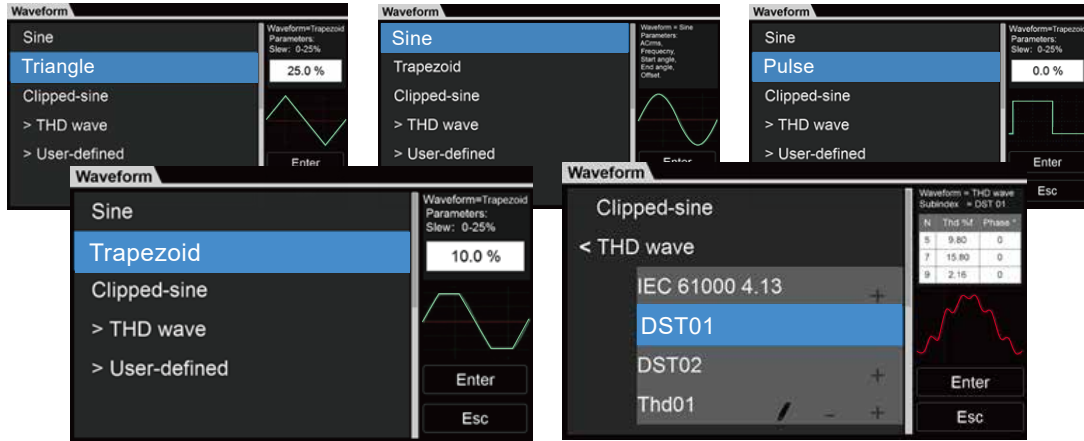 Waveform
Sine
Triangle
Clipped-sine
> THD wave
> User-defined
Waveform=Trapezoid
Parameters:
Slew: 0-25%
25.0 %
Enter
Waveform
Sine
Trapezoid
Clipped-sine
> THD wave
> User-defined
Waveform = Sine
Parameters:
ACrms,
Frequecny,
Start angle,
End angle,
Offset.
Enter
Waveform
Sine
Pulse
Clipped-sine
> THD wave
> User-defined
Waveform=Trapezoid
Parameters:
Slew: 0-25%
0.0 %
Enter
Esc
Waveform
Sine
Trapezoid
Clipped-sine
> THD wave
> User-defined
Waveform=Trapezoid
Parameters:
Slew: 0-25%
10.0 %
Enter
Esc
Waveform
Clipped-sine
< THD wave
IEC 61000 4.13 +
DST01
DST02 +
Thd01 - +
Waveform = THD wave
Subindex = DST 01
N Thd %f Phase °
5 9.80 0
7 15.80 0
9 2.16 0
Enter
Esc